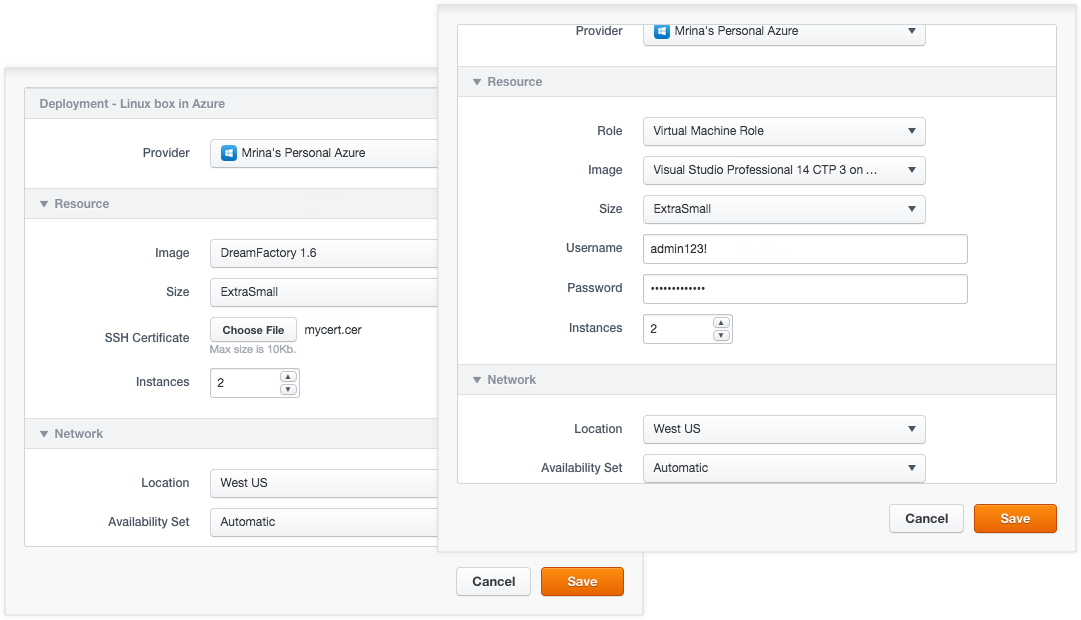 Deployment - Linux box in Azure
Provider Mrina's Personal Azure
Resource
Image DreamFactory 1.6
Size ExtraSmall
SSH Certificate Choose File mycert.cer
Max size is 10Kb.
Instances 2
Network
Location West US
Availability Set Automatic
Cancel Save
Provider Mrina's Personal Azure
Resource
Role Virtual Machine Role
Image Visual Studio Professional 14 CTP 3 on ...
Size ExtraSmall
Username admin123!
Password •••••••••••••
Instances 2
Network
Location West US
Availability Set Automatic
Cancel Save